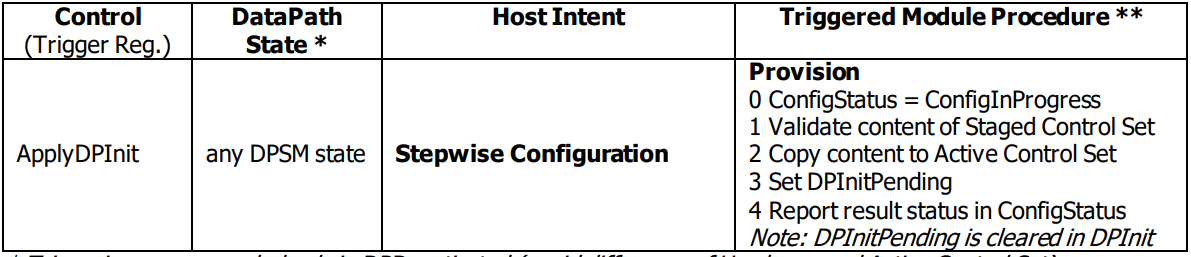 Control
(Trigger Reg.)
DataPath
State *
Host Intent
Triggered Module Procedure **
ApplyDPInit
any DPSM state
Stepwise Configuration
Provision
0 ConfigStatus = ConfigInProgress
1 Validate content of Staged Control Set
2 Copy content to Active Control Set
3 Set DPInitPending
4 Report result status in ConfigStatus
Note: DPInitPending is cleared in DPInit